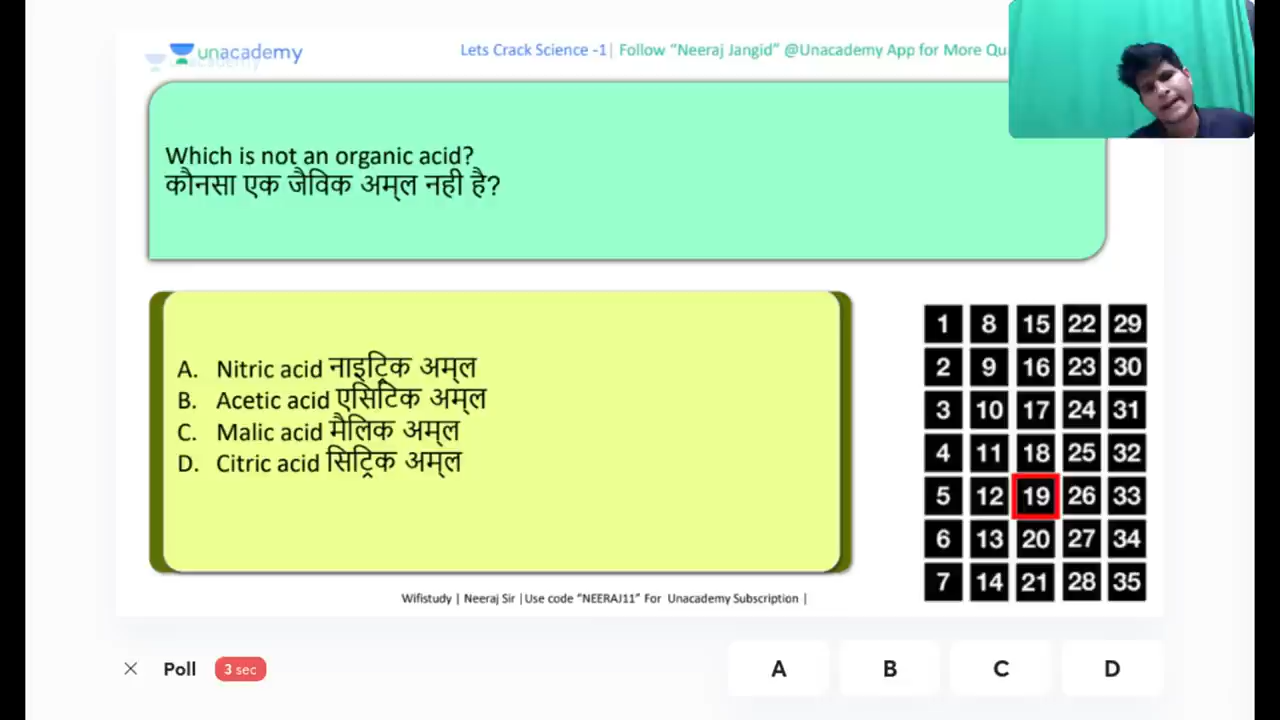 unacademy
Lets Crack Science -1| Follow “Neeraj Jangid” @Unacademy App for More
Which is not an organic acid?
कौनसा एक जैविक अम्ल नही है?
A. Nitric acid नाइट्रिक अम्ल
B. Acetic acid एसिटिक अम्ल
C. Malic acid मैलिक अम्ल
D. Citric acid सिट्रिक अम्ल
1 8 15 22 29
2 9 16 23 30
3 10 17 24 31
4 11 18 25 32
5 12 19 26 33
6 13 20 27 34
7 14 21 28 35
Wifistudy | Neeraj Sir |Use code “NEERAJ11” For Unacademy Subscription |
Poll 3 sec A B C D